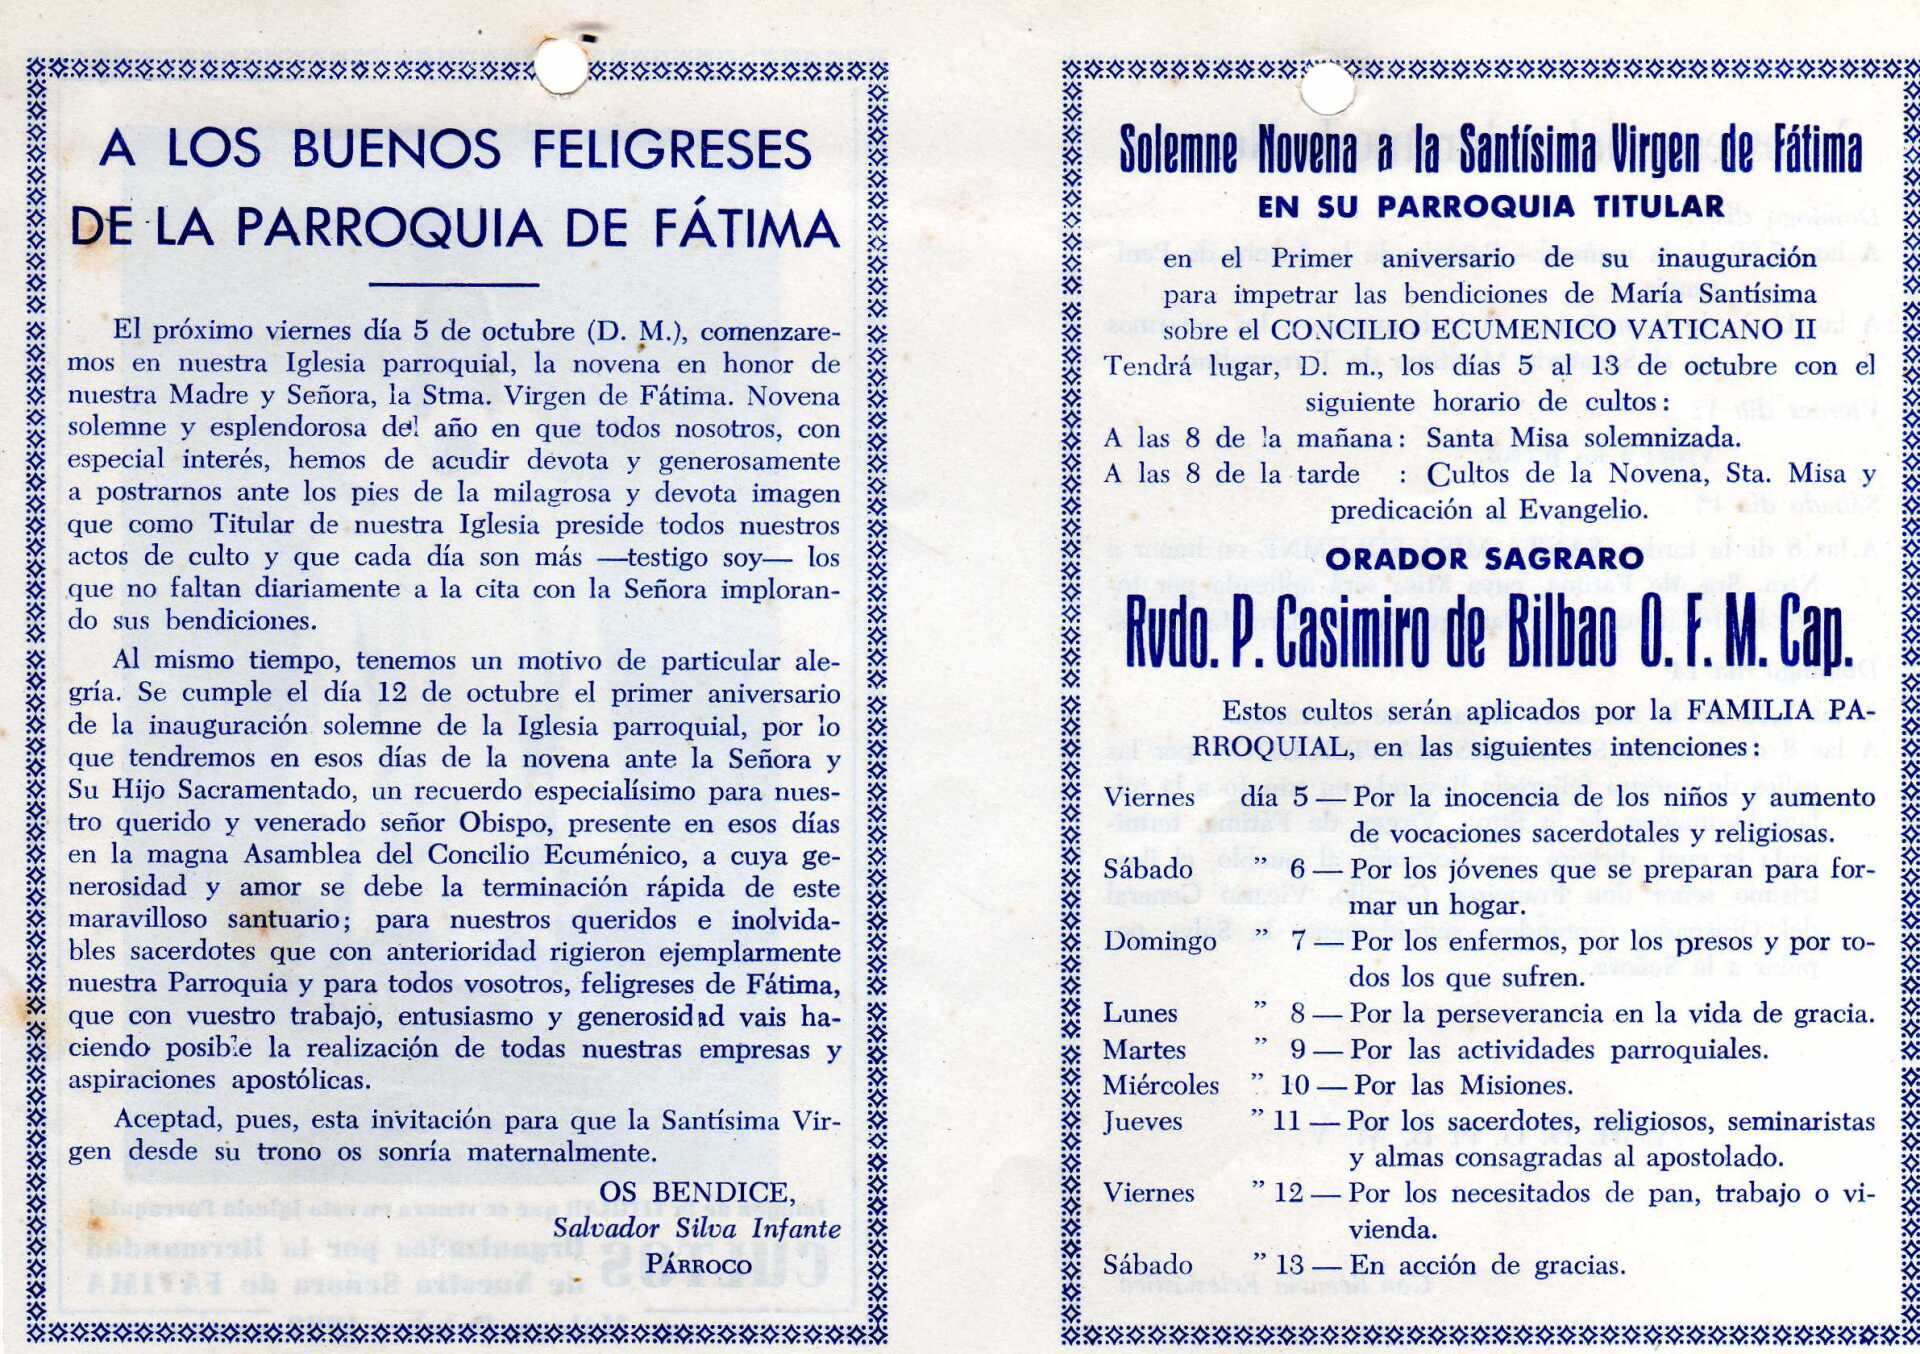 A LOS BUENOS FELIGRESES
DE LA PARROQUIA DE FÁTIMA
El próximo viernes día 5 de octubre (D. M.), comenzare-
mos en nuestra Iglesia parroquial, la novena en honor de
nuestra Madre y Señora, la Stma. Virgen de Fátima. Novena
solemne y esplendorosa del año en que todos nosotros, con
especial interés, hemos de acudir devota y generosamente
a postrarnos ante los pies de la milagrosa y devota imagen
que como Titular de nuestra Iglesia preside todos nuestros
actos de culto y que cada día son más —testigo soy— los
que no faltan diariamente a la cita con la Señora imploran-
do sus bendiciones.
Al mismo tiempo, tenemos un motivo de particular ale-
gría. Se cumple el día 12 de octubre el primer aniversario
de la inauguración solemne de la Iglesia parroquial, por lo
que tendremos en esos días de la novena ante la Señora y
Su Hijo Sacramentado, un recuerdo especialísimo para nues-
tro querido y venerado señor Obispo, presente en esos días
en la magna Asamblea del Concilio Ecuménico, a cuya ge-
nerosidad y amor se debe la terminación rápida de este
maravilloso santuario; para nuestros queridos e inolvida-
bles sacerdotes que con anterioridad rigieron ejemplarmente
nuestra Parroquia y para todos vosotros, feligreses de Fátima,
que con vuestro trabajo, entusiasmo y generosidad vais ha-
ciendo posible la realización de todas nuestras empresas y
aspiraciones apostólicas.
Aceptad, pues, esta invitación para que la Santísima Vir-
gen desde su trono os sonría maternalmente.
OS BENDICE,
Salvador Silva Infante
PÁRROCO
Solemne Novena a la Santísima Virgen de Fátima
EN SU PARROQUIA TITULAR
en el Primer aniversario de su inauguración
para impetrar las bendiciones de María Santísima
sobre el CONCILIO ECUMENICO VATICANO II
Tendrá lugar, D. m., los días 5 al 13 de octubre con el
siguiente horario de cultos:
A las 8 de la mañana: Santa Misa solemnizada.
A las 8 de la tarde : Cultos de la Novena, Sta. Misa y
predicación al Evangelio.
ORADOR SAGRARO
Rvdo. P. Casimiro de Bilbao O. F. M. Cap.
Estos cultos serán aplicados por la FAMILIA PA-
RROQUIAL, en las siguientes intenciones:
Viernes día 5 — Por la inocencia de los niños y aumento
de vocaciones sacerdotales y religiosas.
Sábado ” 6 — Por los jóvenes que se preparan para for-
mar un hogar.
Domingo ” 7 — Por los enfermos, por los presos y por to-
dos los que sufren.
Lunes ” 8 — Por la perseverancia en la vida de gracia.
Martes ” 9 — Por las actividades parroquiales.
Miércoles ” 10 — Por las Misiones.
Jueves ” 11 — Por los sacerdotes, religiosos, seminaristas
y almas consagradas al apostolado.
Viernes ” 12 — Por los necesitados de pan, trabajo o vi-
vienda.
Sábado ” 13 — En acción de gracias.